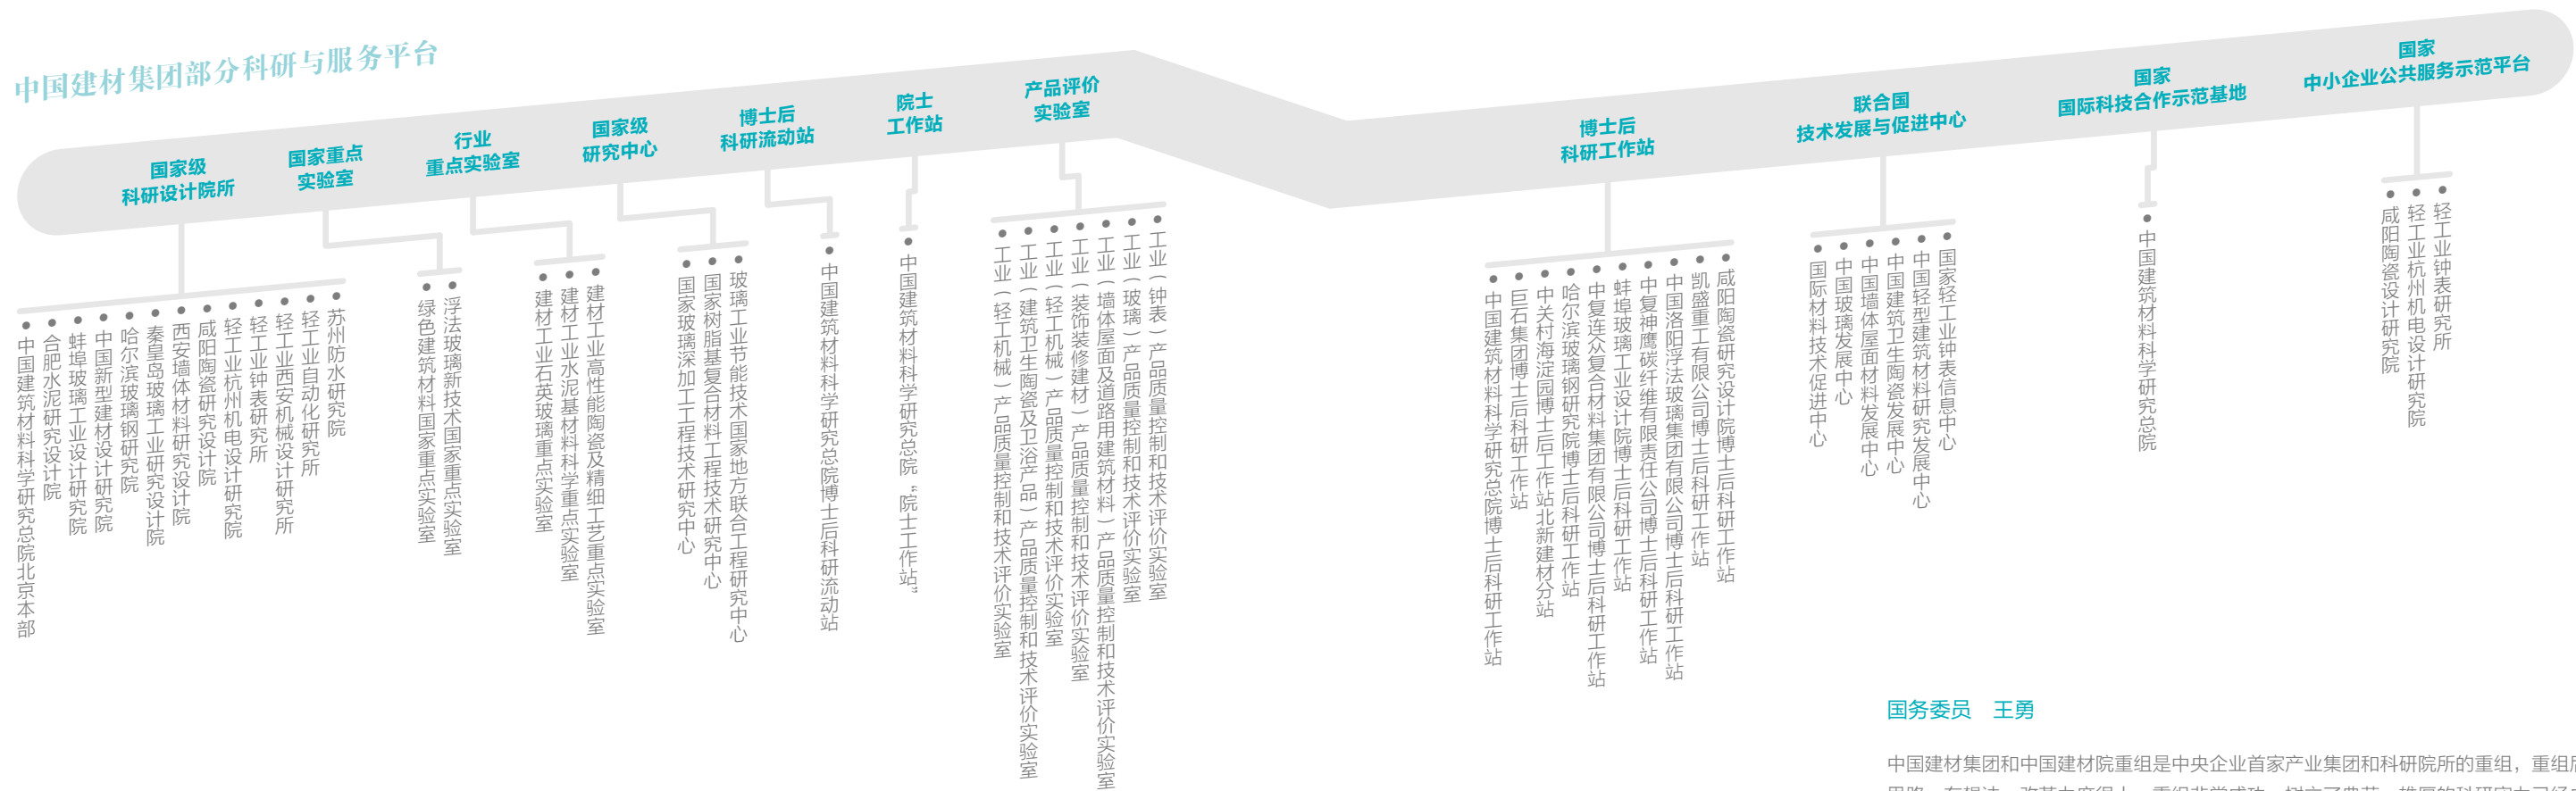 中国建材集团部分科研与服务平台
国家级
科研设计院所
中国建筑材料科学研究总院北京本部
合肥水泥研究设计院
蚌埠玻璃工业设计研究院
中国新型建材设计研究院
哈尔滨玻璃钢研究院
秦皇岛玻璃工业研究设计院
西安墙体材料研究设计院
咸阳陶瓷研究设计院
轻工业杭州机电设计研究院
轻工业钟表研究所
轻工业西安机械设计研究所
轻工业自动化研究所
苏州防水研究院
国家重点
实验室
绿色建筑材料国家重点实验室
浮法玻璃新技术国家重点实验室
行业
重点实验室
建材工业石英玻璃重点实验室
建材工业水泥基材料科学重点实验室
建材工业高性能陶瓷及精细工艺重点实验室
国家级
研究中心
国家玻璃深加工工程技术研究中心
国家树脂基复合材料工程技术研究中心
玻璃工业节能技术国家地方联合工程研究中心
博士后
科研流动站
中国建筑材料科学研究总院博士后科研流动站
院士
工作站
中国建筑材料科学研究总院“院士工作站”
产品评价
实验室
工业（轻工机械）产品质量控制和技术评价实验室
工业（建筑卫生陶瓷及卫浴产品）产品质量控制和技术评价实验室
工业（轻工机械）产品质量控制和技术评价实验室
工业（装饰装修建材）产品质量控制和技术评价实验室
工业（墙体屋面及道路用建筑材料）产品质量控制和技术评价实验室
工业（玻璃）产品质量控制和技术评价实验室
工业（钟表）产品质量控制和技术评价实验室
博士后
科研工作站
中国建筑材料科学研究总院博士后科研工作站
巨石集团博士后科研工作站
中关村海淀园博士后工作站北新建材分站
哈尔滨玻璃钢研究院博士后科研工作站
中复连众复合材料集团有限公司博士后科研工作站
蚌埠玻璃工业设计院博士后科研工作站
中复神鹰碳纤维有限责任公司博士后科研工作站
中国洛阳浮法玻璃集团有限公司博士后科研工作站
凯盛重工有限公司博士后科研工作站
咸阳陶瓷研究设计院博士后科研工作站
联合国
技术发展与促进中心
国际材料技术促进中心
中国玻璃发展中心
中国墙体屋面材料发展中心
中国建筑卫生陶瓷发展中心
中国轻型建筑材料研究发展中心
国家轻工业钟表信息中心
国家
国际科技合作示范基地
中国建筑材料科学研究总院
国家
中小企业公共服务示范平台
咸阳陶瓷设计研究院
轻工业杭州机电设计研究院
轻工业钟表研究所
国务委员　王勇
中国建材集团和中国建材院重组是中央企业首家产业集团和科研院所的重组，重组后